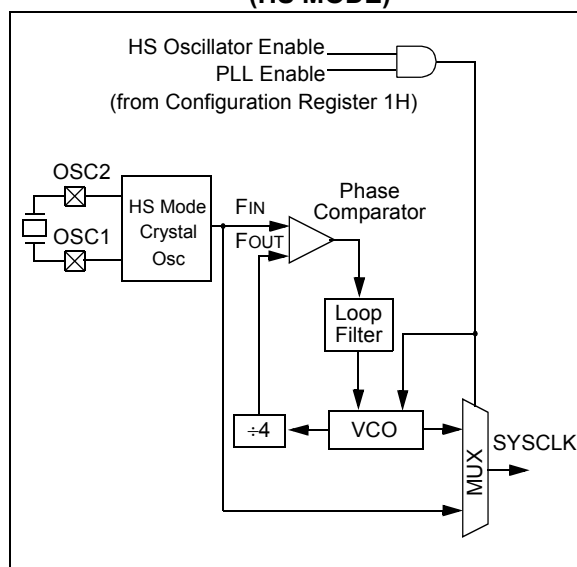 (HS MODE)
HS Oscillator Enable
PLL Enable
(from Configuration Register 1H)
OSC2
OSC1
HS Mode
Crystal
Osc
FIN
FOUT
Phase
Comparator
Loop
Filter
÷4
VCO
MUX
SYSCLK